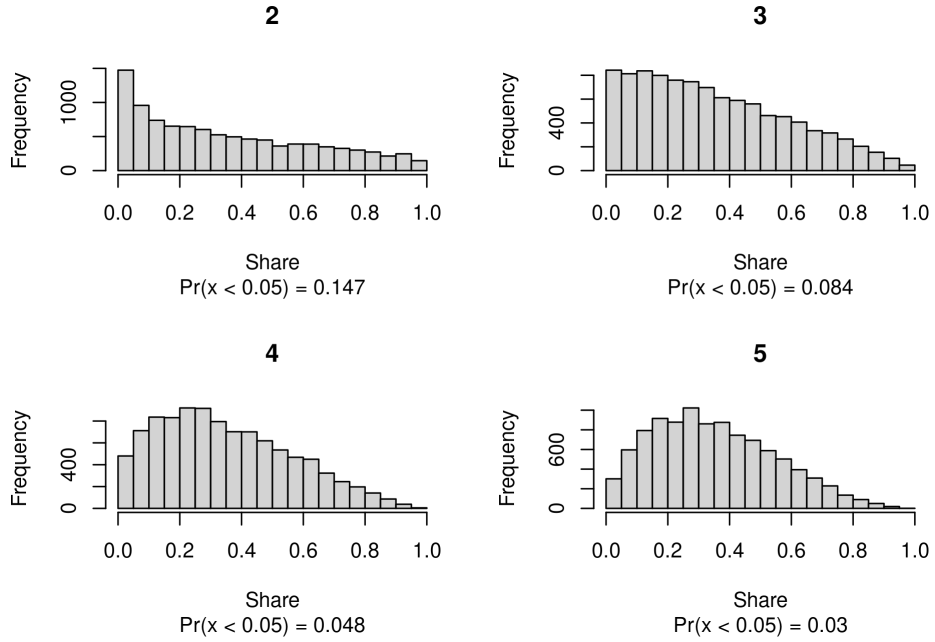 2
Frequency
1000
0
0.0 0.2 0.4 0.6 0.8 1.0
Share
Pr(x < 0.05) = 0.147
3
Frequency
400
0
0.0 0.2 0.4 0.6 0.8 1.0
Share
Pr(x < 0.05) = 0.084
4
Frequency
400
0
0.0 0.2 0.4 0.6 0.8 1.0
Share
Pr(x < 0.05) = 0.048
5
Frequency
600
0
0.0 0.2 0.4 0.6 0.8 1.0
Share
Pr(x < 0.05) = 0.03